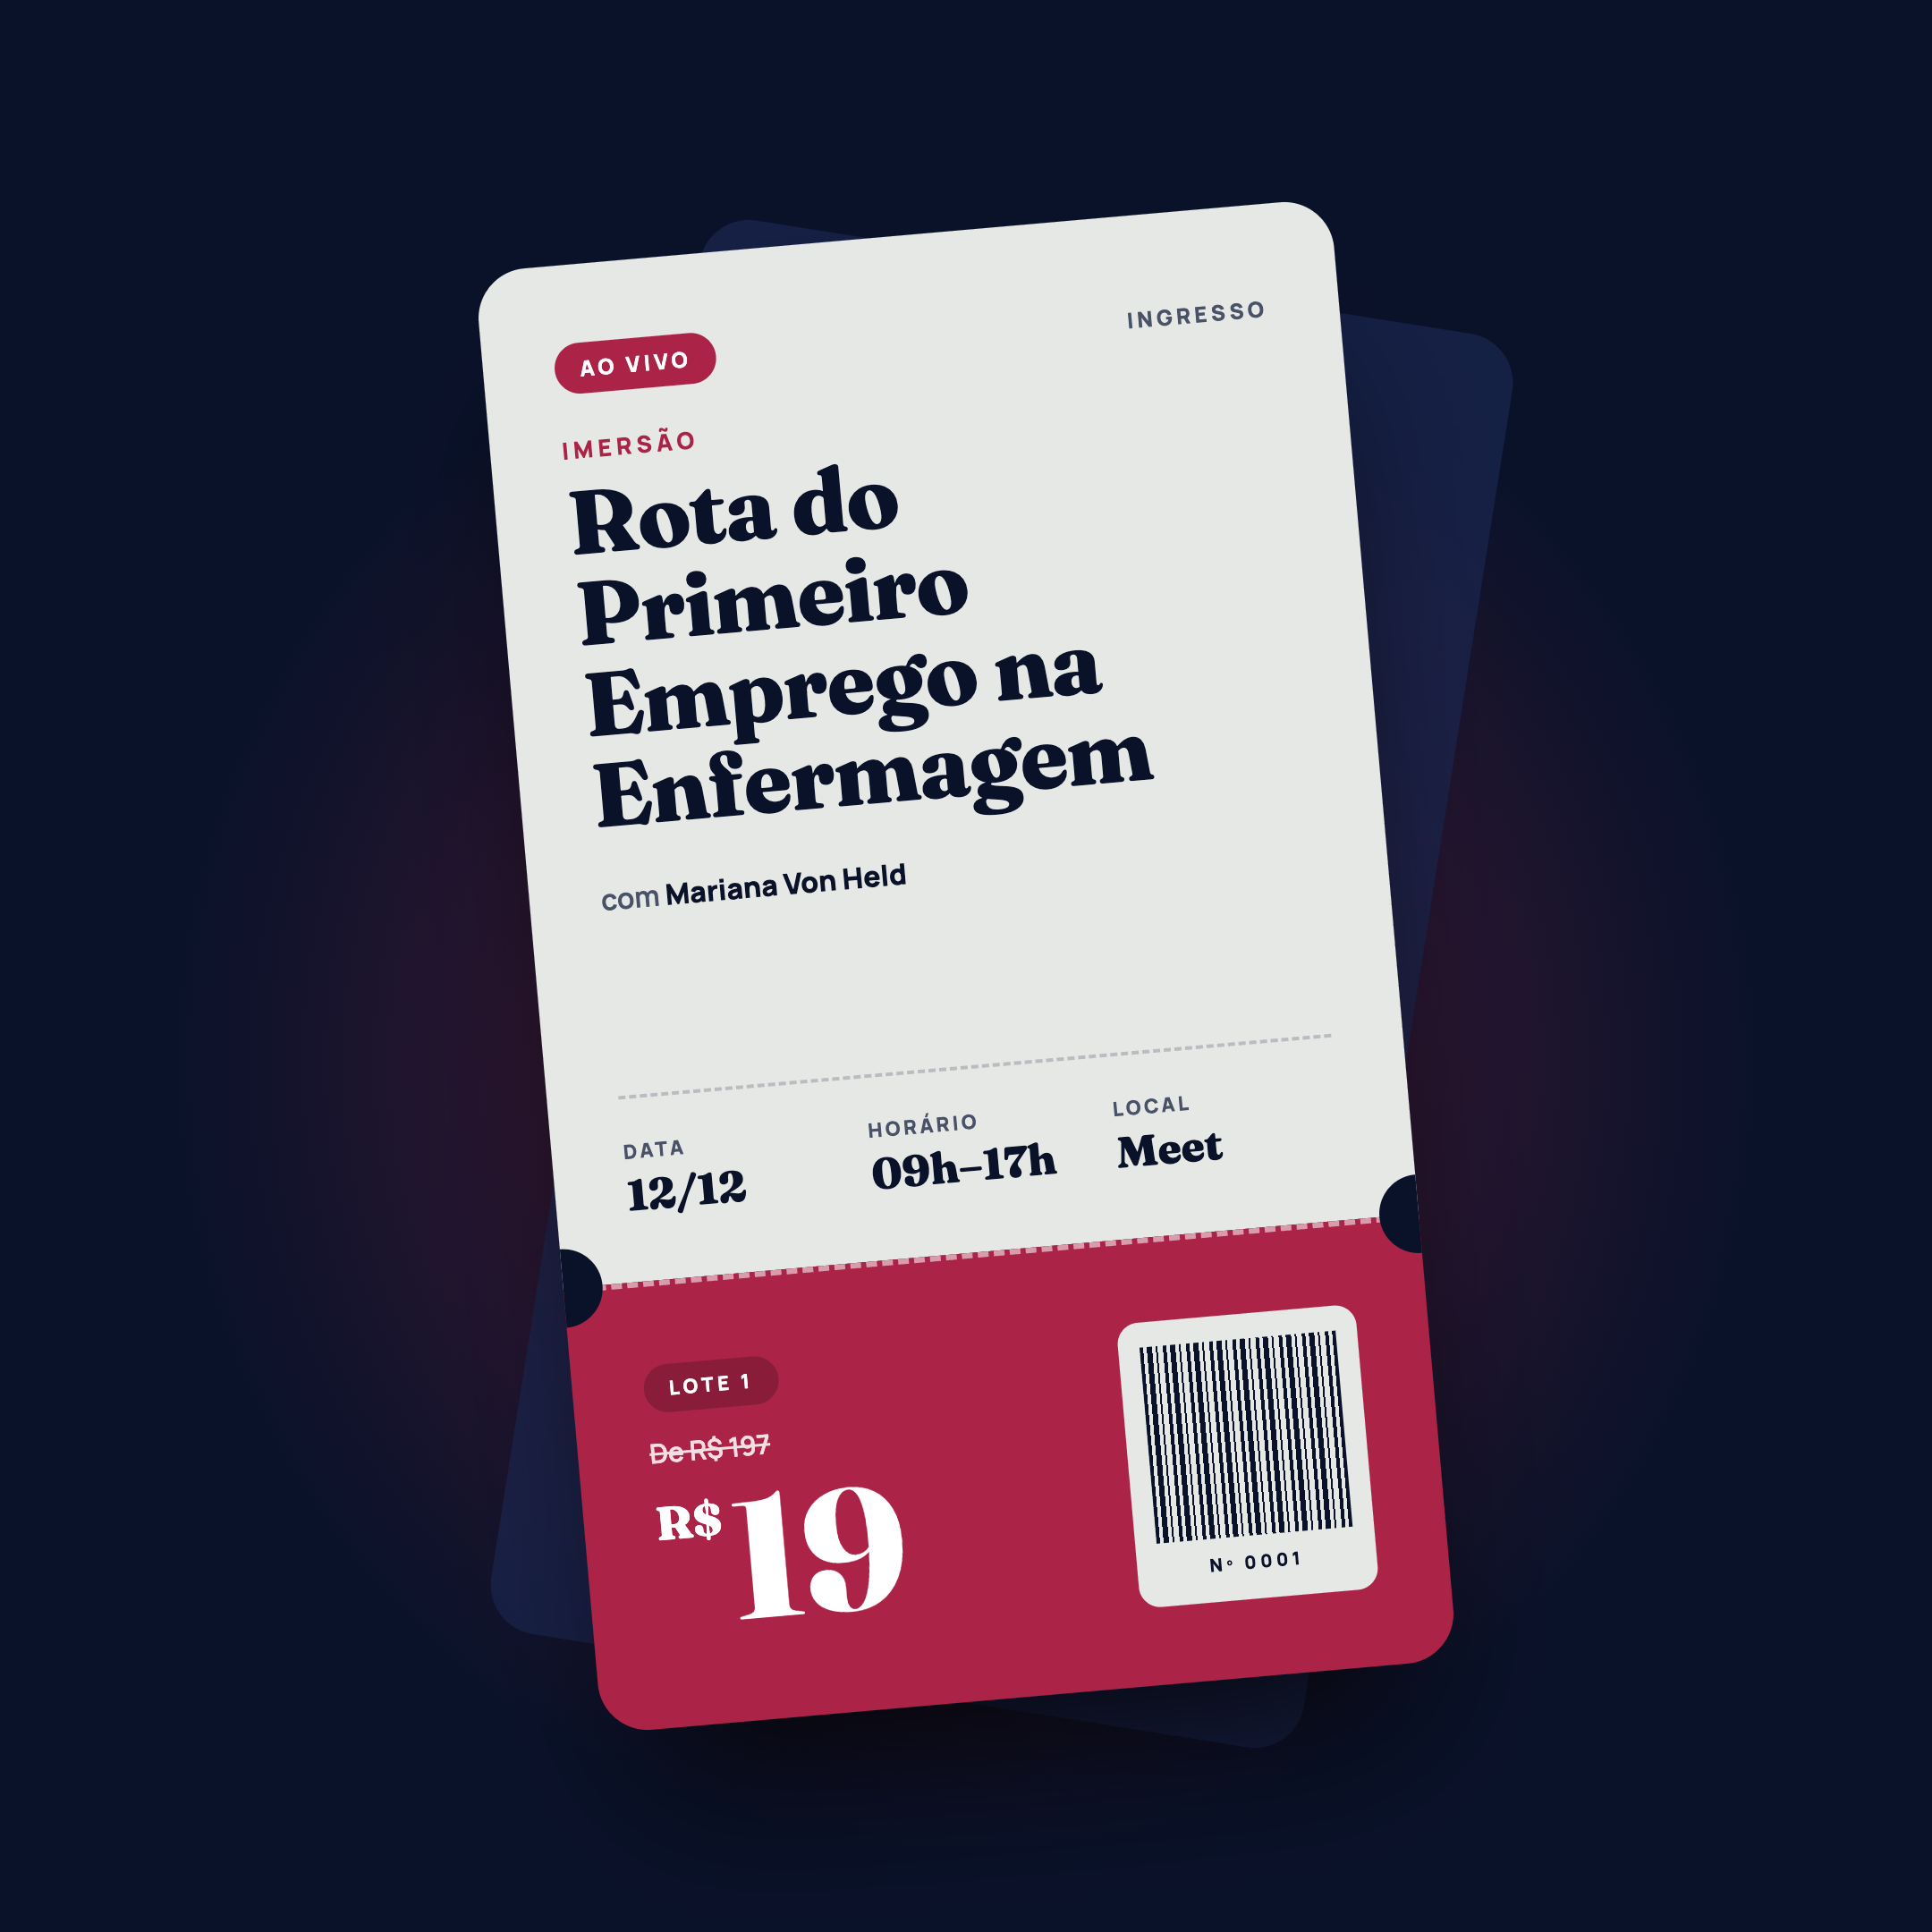 INGRESSO
AO VIVO
IMERSÃO
Rota do
Primeiro
Emprego na
Enfermagem
com Mariana Von Held
DATA
12/12
HORÁRIO
09h–17h
LOCAL
Meet
LOTE 1
De R$ 197
R$ 19
N° 0001